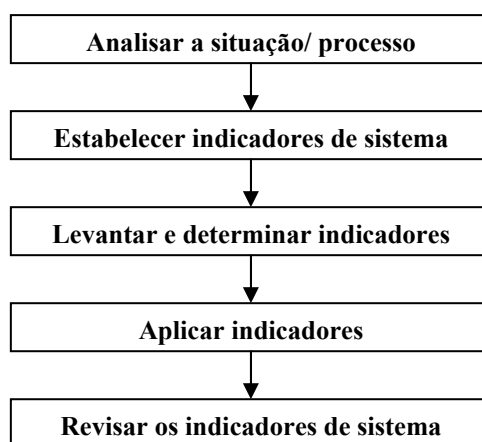 Analisar a situação/ processo
Estabelecer indicadores de sistema
Levantar e determinar indicadores
Aplicar indicadores
Revisar os indicadores de sistema